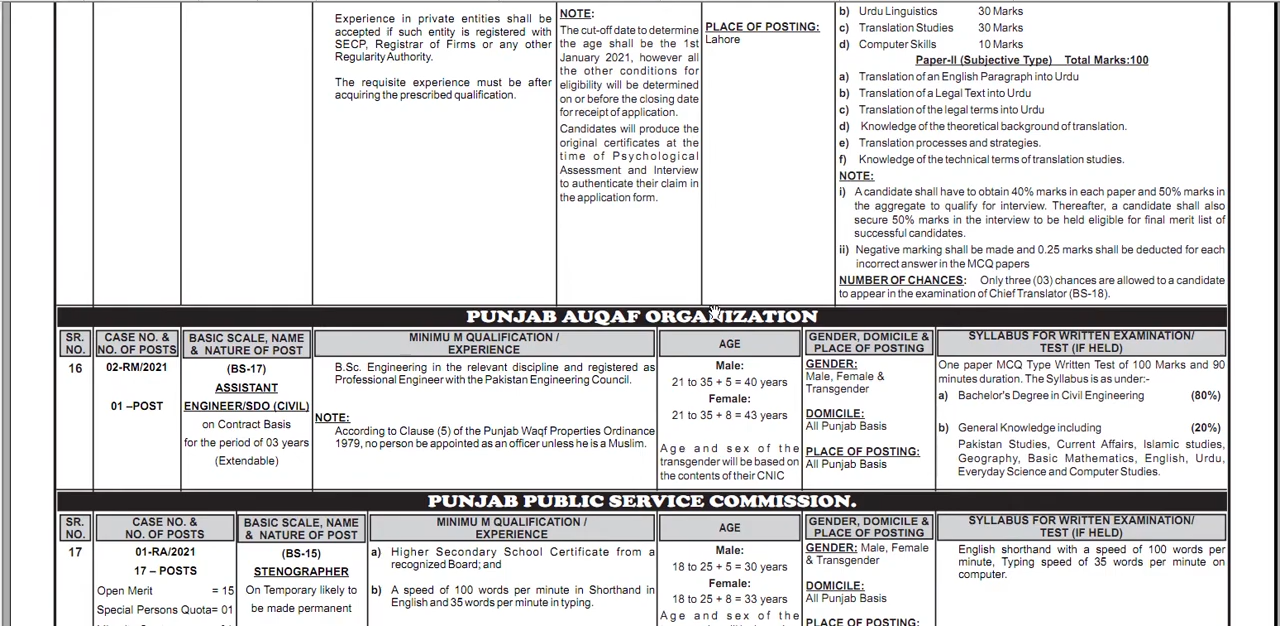 Experience in private entities shall be
accepted if such entity is registered with
SECP, Registrar of Firms or any other
Regularity Authority.
The requisite experience must be after
acquiring the prescribed qualification.
NOTE:
The cut-off date to determine
the age shall be the 1st
January 2021, however all
the other conditions for
eligibility will be determined
on or before the closing date
for receipt of application.
Candidates will produce the
original certificates at the
time of Psychological
Assessment and Interview
to authenticate their claim in
the application form.
PLACE OF POSTING:
Lahore
b) Urdu Linguistics 30 Marks
c) Translation Studies 30 Marks
d) Computer Skills 10 Marks
Paper-II (Subjective Type) Total Marks:100
a) Translation of an English Paragraph into Urdu
b) Translation of a Legal Text into Urdu
c) Translation of the legal terms into Urdu
d) Knowledge of the theoretical background of translation.
e) Translation processes and strategies.
f) Knowledge of the technical terms of translation studies.
NOTE:
i) A candidate shall have to obtain 40% marks in each paper and 50% marks in
the aggregate to qualify for interview. Thereafter, a candidate shall also
secure 50% marks in the interview to be held eligible for final merit list of
successful candidates.
ii) Negative marking shall be made and 0.25 marks shall be deducted for each
incorrect answer in the MCQ papers
NUMBER OF CHANCES: Only three (03) chances are allowed to a candidate
to appear in the examination of Chief Translator (BS-18).
PUNJAB AUQAF ORGANIZATION
SR.
NO.
CASE NO. &
NO. OF POSTS
BASIC SCALE, NAME
& NATURE OF POST
MINIMU M QUALIFICATION /
EXPERIENCE
AGE
GENDER, DOMICILE &
PLACE OF POSTING
SYLLABUS FOR WRITTEN EXAMINATION/
TEST (IF HELD)
16
02-RM/2021
01 –POST
(BS-17)
ASSISTANT
ENGINEER/SDO (CIVIL)
on Contract Basis
for the period of 03 years
(Extendable)
B.Sc. Engineering in the relevant discipline and registered as
Professional Engineer with the Pakistan Engineering Council.
NOTE:
According to Clause (5) of the Punjab Waqf Properties Ordinance
1979, no person be appointed as an officer unless he is a Muslim.
Male:
21 to 35 + 5 = 40 years
Female:
21 to 35 + 8 = 43 years
Age and sex of the
transgender will be based on
the contents of their CNIC
GENDER:
Male, Female &
Transgender
DOMICILE:
All Punjab Basis
PLACE OF POSTING:
All Punjab Basis
One paper MCQ Type Written Test of 100 Marks and 90
minutes duration. The Syllabus is as under:-
a) Bachelor's Degree in Civil Engineering (80%)
b) General Knowledge including (20%)
Pakistan Studies, Current Affairs, Islamic studies,
Geography, Basic Mathematics, English, Urdu,
Everyday Science and Computer Studies.
PUNJAB PUBLIC SERVICE COMMISSION.
SR.
NO.
CASE NO. &
NO. OF POSTS
BASIC SCALE, NAME
& NATURE OF POST
MINIMU M QUALIFICATION /
EXPERIENCE
AGE
GENDER, DOMICILE &
PLACE OF POSTING
SYLLABUS FOR WRITTEN EXAMINATION/
TEST (IF HELD)
17
01-RA/2021
17 – POSTS
Open Merit = 15
Special Persons Quota= 01
(BS-15)
STENOGRAPHER
On Temporary likely to
be made permanent
a) Higher Secondary School Certificate from a
recognized Board; and
b) A speed of 100 words per minute in Shorthand in
English and 35 words per minute in typing.
Male:
18 to 25 + 5 = 30 years
Female:
18 to 25 + 8 = 33 years
Age and sex of the
GENDER: Male, Female
& Transgender
DOMICILE:
All Punjab Basis
PLACE OF POSTING:
English shorthand with a speed of 100 words per
minute, Typing speed of 35 words per minute on
computer.